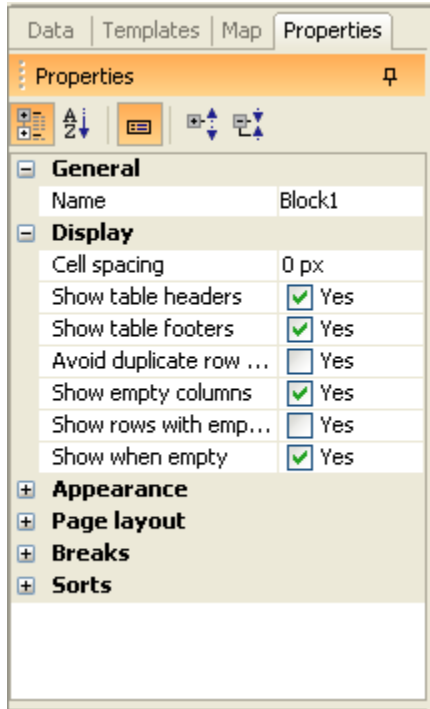 Data Templates Map Properties
Properties
General
Name Block1
Display
Cell spacing 0 px
Show table headers Yes
Show table footers Yes
Avoid duplicate row ... Yes
Show empty columns Yes
Show rows with emp... Yes
Show when empty Yes
Appearance
Page layout
Breaks
Sorts